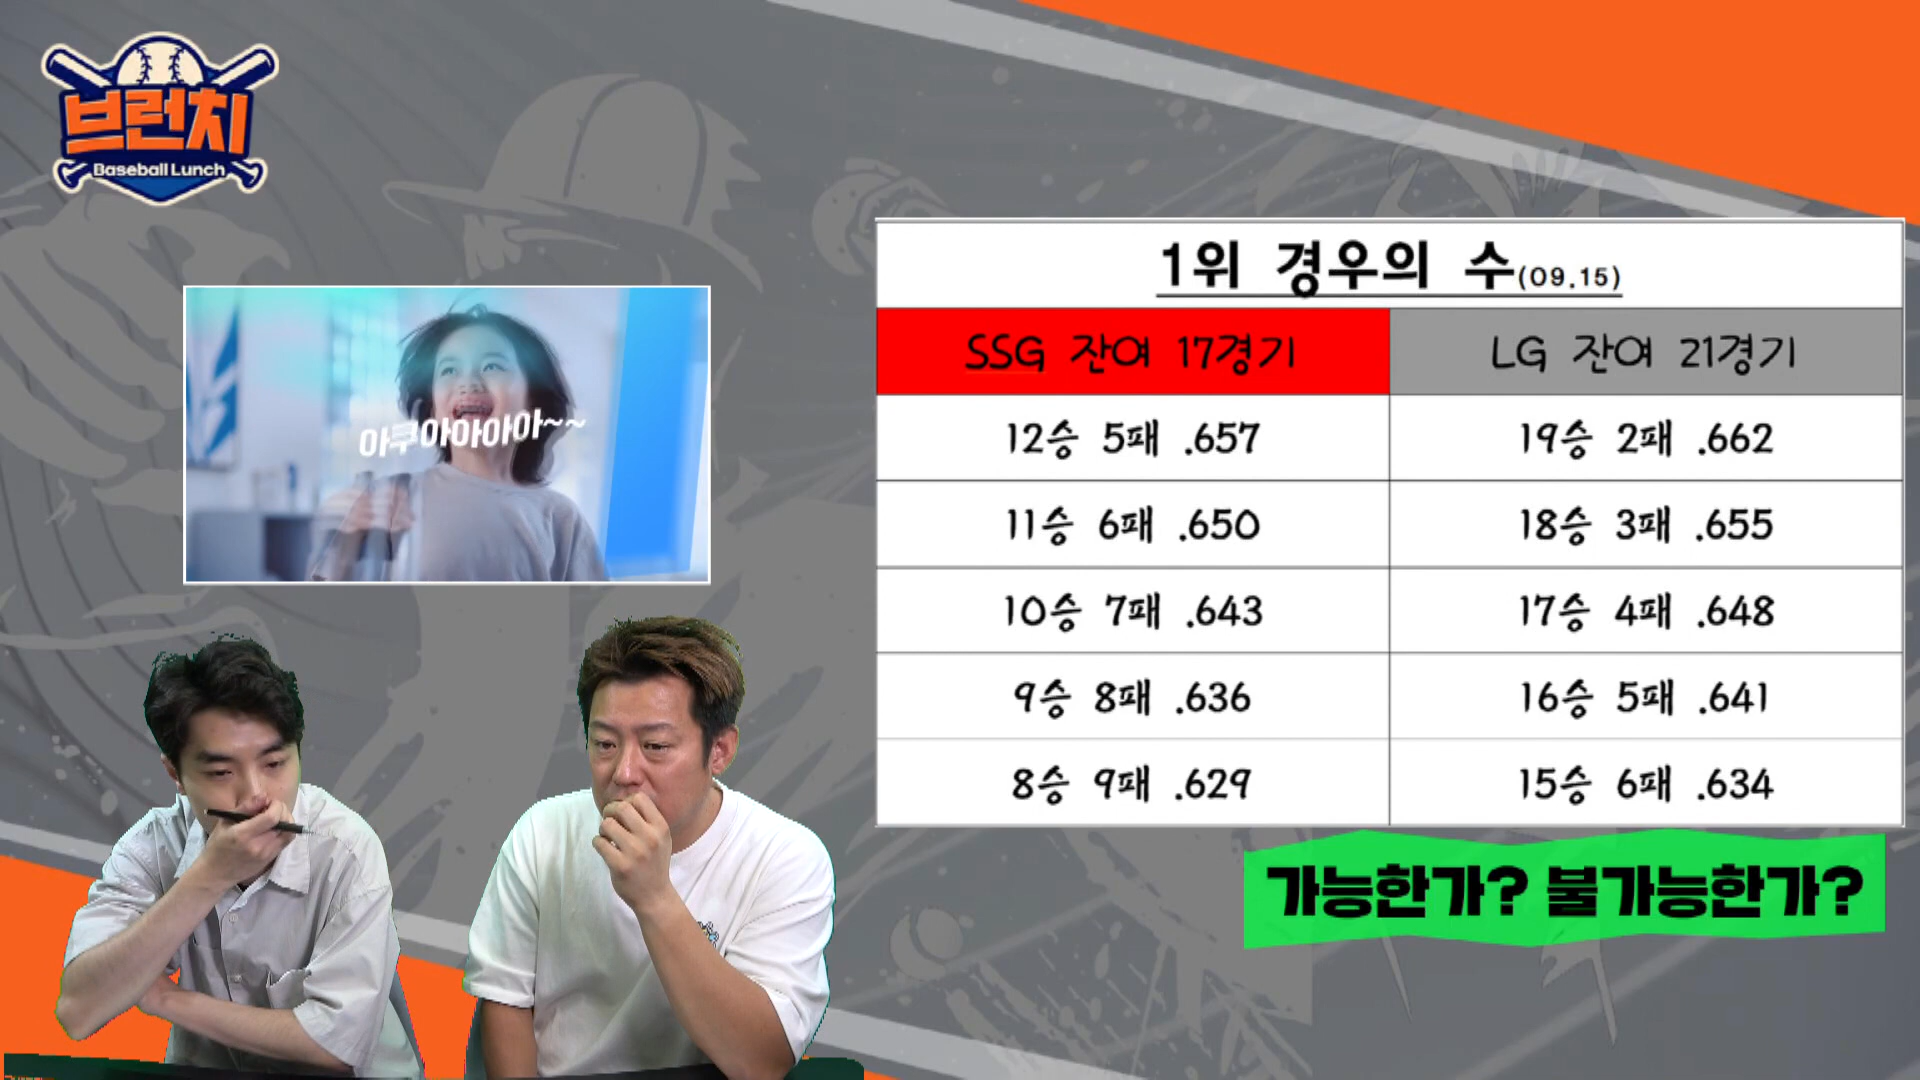 브런치
Baseball Lunch
아쿠아아아아~~
1위 경우의 수(09.15)
SSG 잔여 17경기
LG 잔여 21경기
12승 5패 .657
19승 2패 .662
11승 6패 .650
18승 3패 .655
10승 7패 .643
17승 4패 .648
9승 8패 .636
16승 5패 .641
8승 9패 .629
15승 6패 .634
가능한가? 불가능한가?